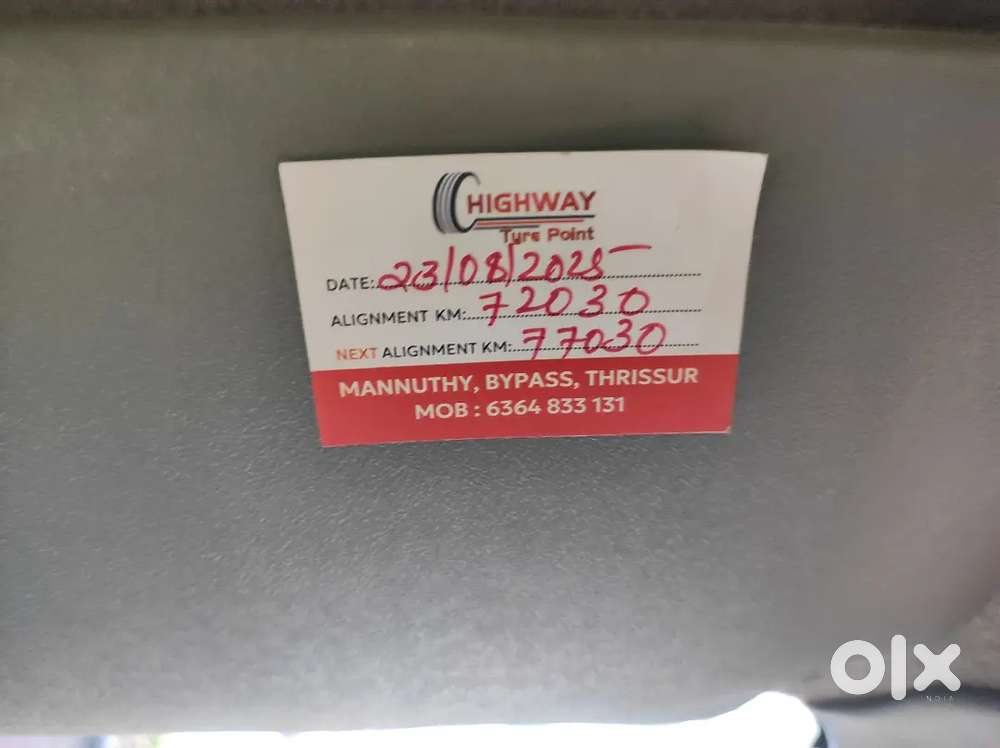 HIGHWAY
Tyre Point
DATE:23/08/2025
ALIGNMENT KM:72030
NEXT ALIGNMENT KM:77030
MANNUTHY, BYPASS, THRISSUR
MOB : 6364 833 131
olx
INDIA